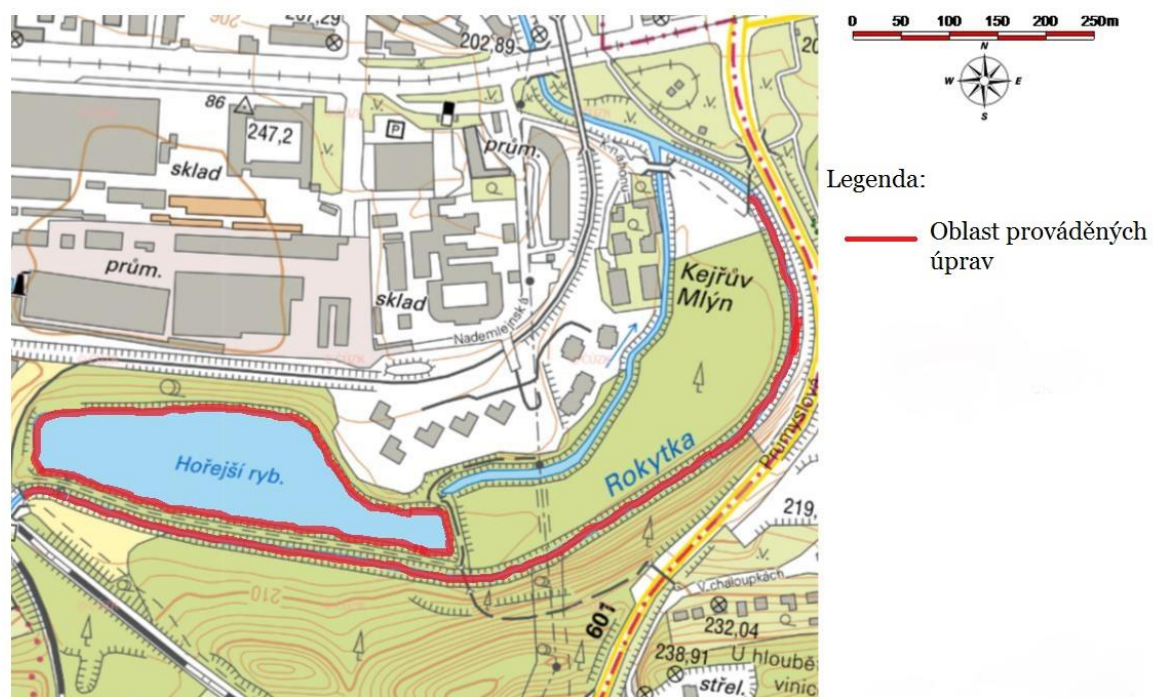 0 50 100 150 200 250m
N
W E
S
Legenda:
Oblast prováděných
úprav
206
207,29
202,89
86
247,2
P
prům.
sklad
prům.
sklad
Nademlejnská
Kejřův
Mlýn
Hořejší ryb.
Rokytka
Průmyslová
210
219,
601
V chaloupkách
232,04
U hloubě
238,91
vinic
střel.